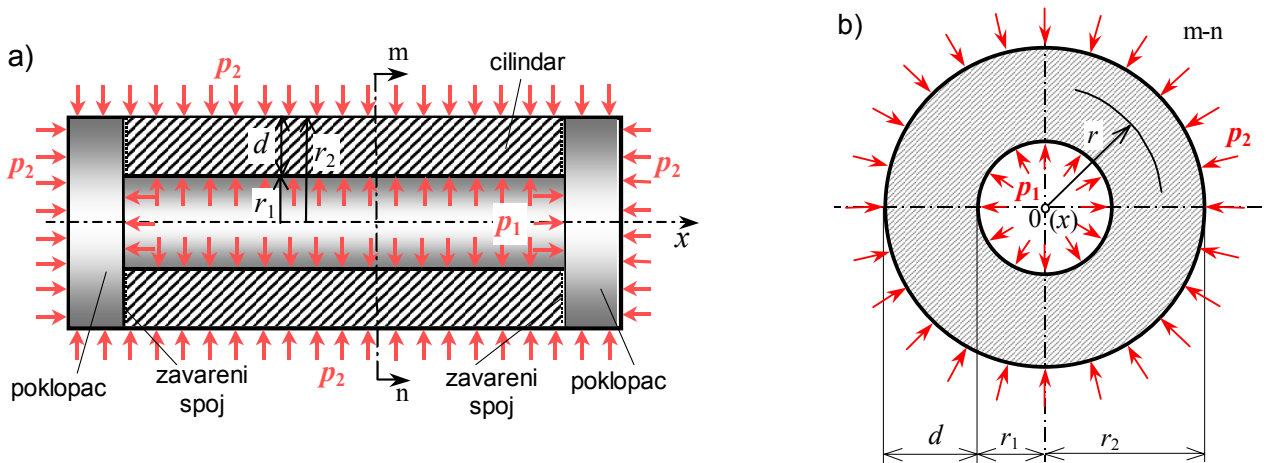 a)
p₂
m
cilindar
p₂
d
r₂
p₂
r₁
p₁
x
poklopac
zavareni
spoj
p₂
n
zavareni
spoj
poklopac
b)
m-n
r
p₂
p₁
0 (x)
d
r₁
r₂